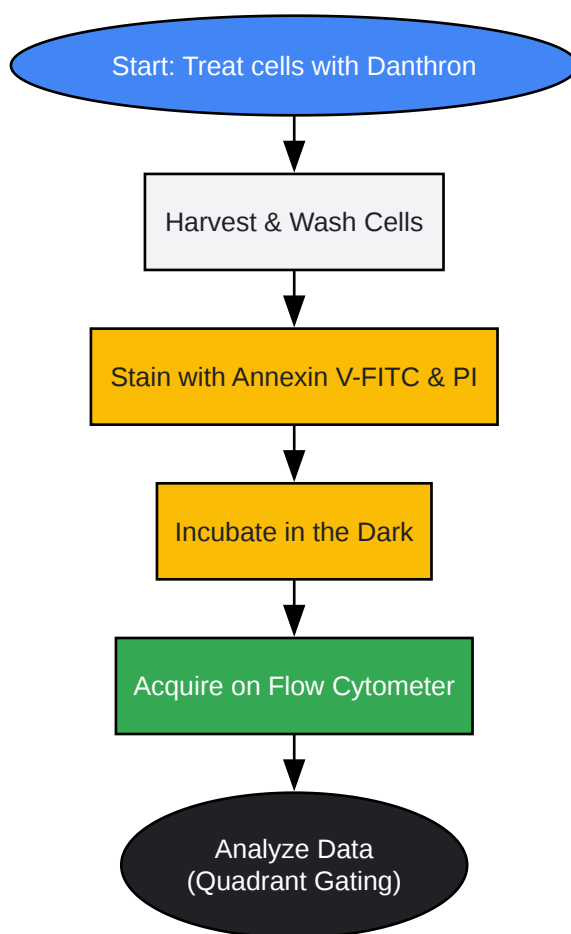 Start: Treat cells with Danthron
Harvest & Wash Cells
Stain with Annexin V-FITC & PI
Incubate in the Dark
Acquire on Flow Cytometer
Analyze Data
(Quadrant Gating)